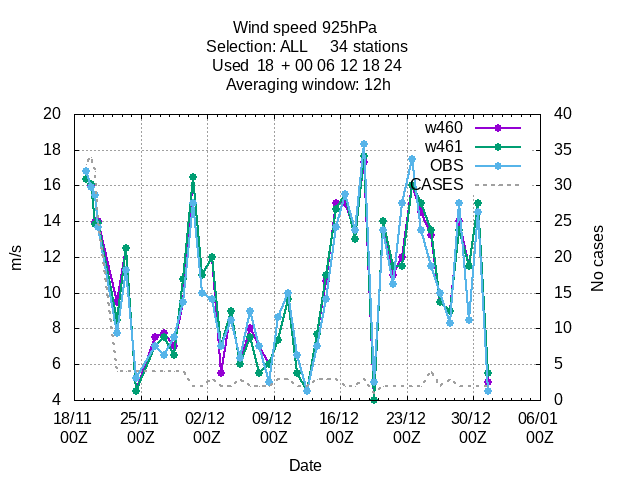 Wind speed 925hPa
Selection: ALL 34 stations
Used 18 + 00 06 12 18 24
Averaging window: 12h
20 40
w460
18 35
w461
OBS
16 CASES 30
14 25
12 20
m/s No cases
10 15
8 10
6 5
4 0
18/11 25/11 02/12 09/12 16/12 23/12 30/12 06/01
00Z 00Z 00Z 00Z 00Z 00Z 00Z 00Z
Date